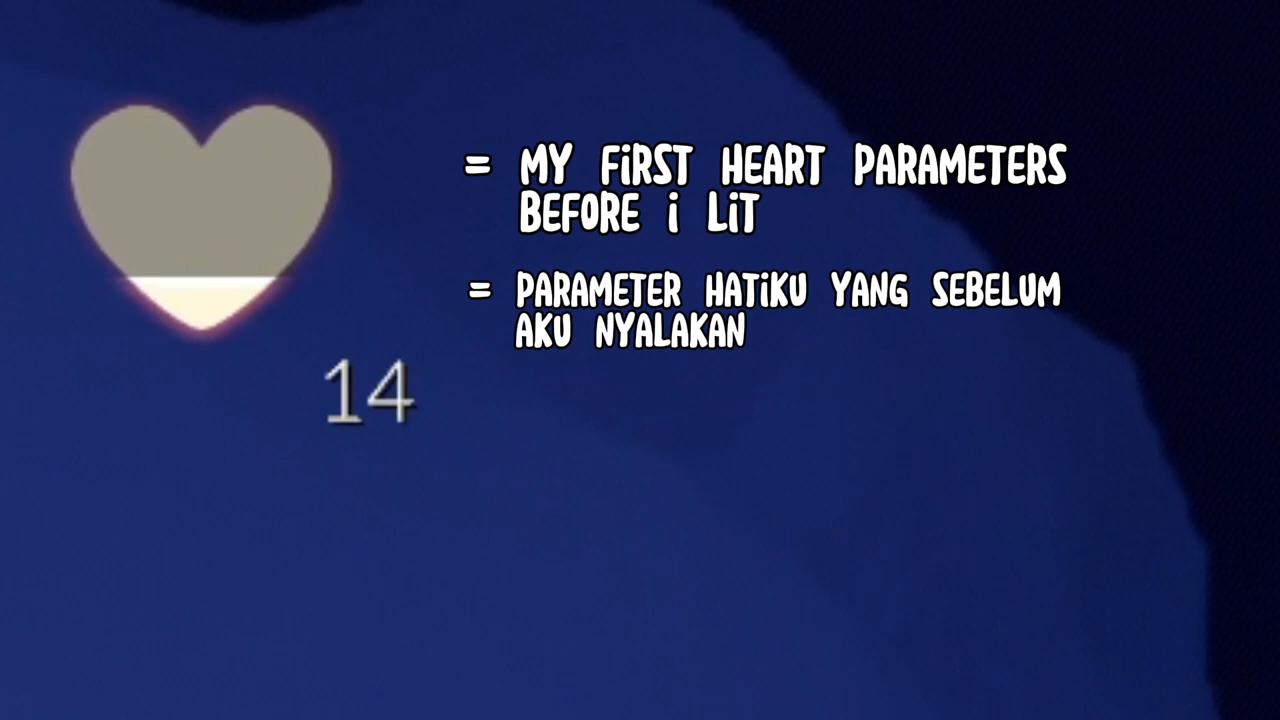 = MY FiRST HEART PARAMETERS
BEFORE i LiT
= PARAMETER HATiKU YANG SEBELUM
AKU NYALAKAN
14